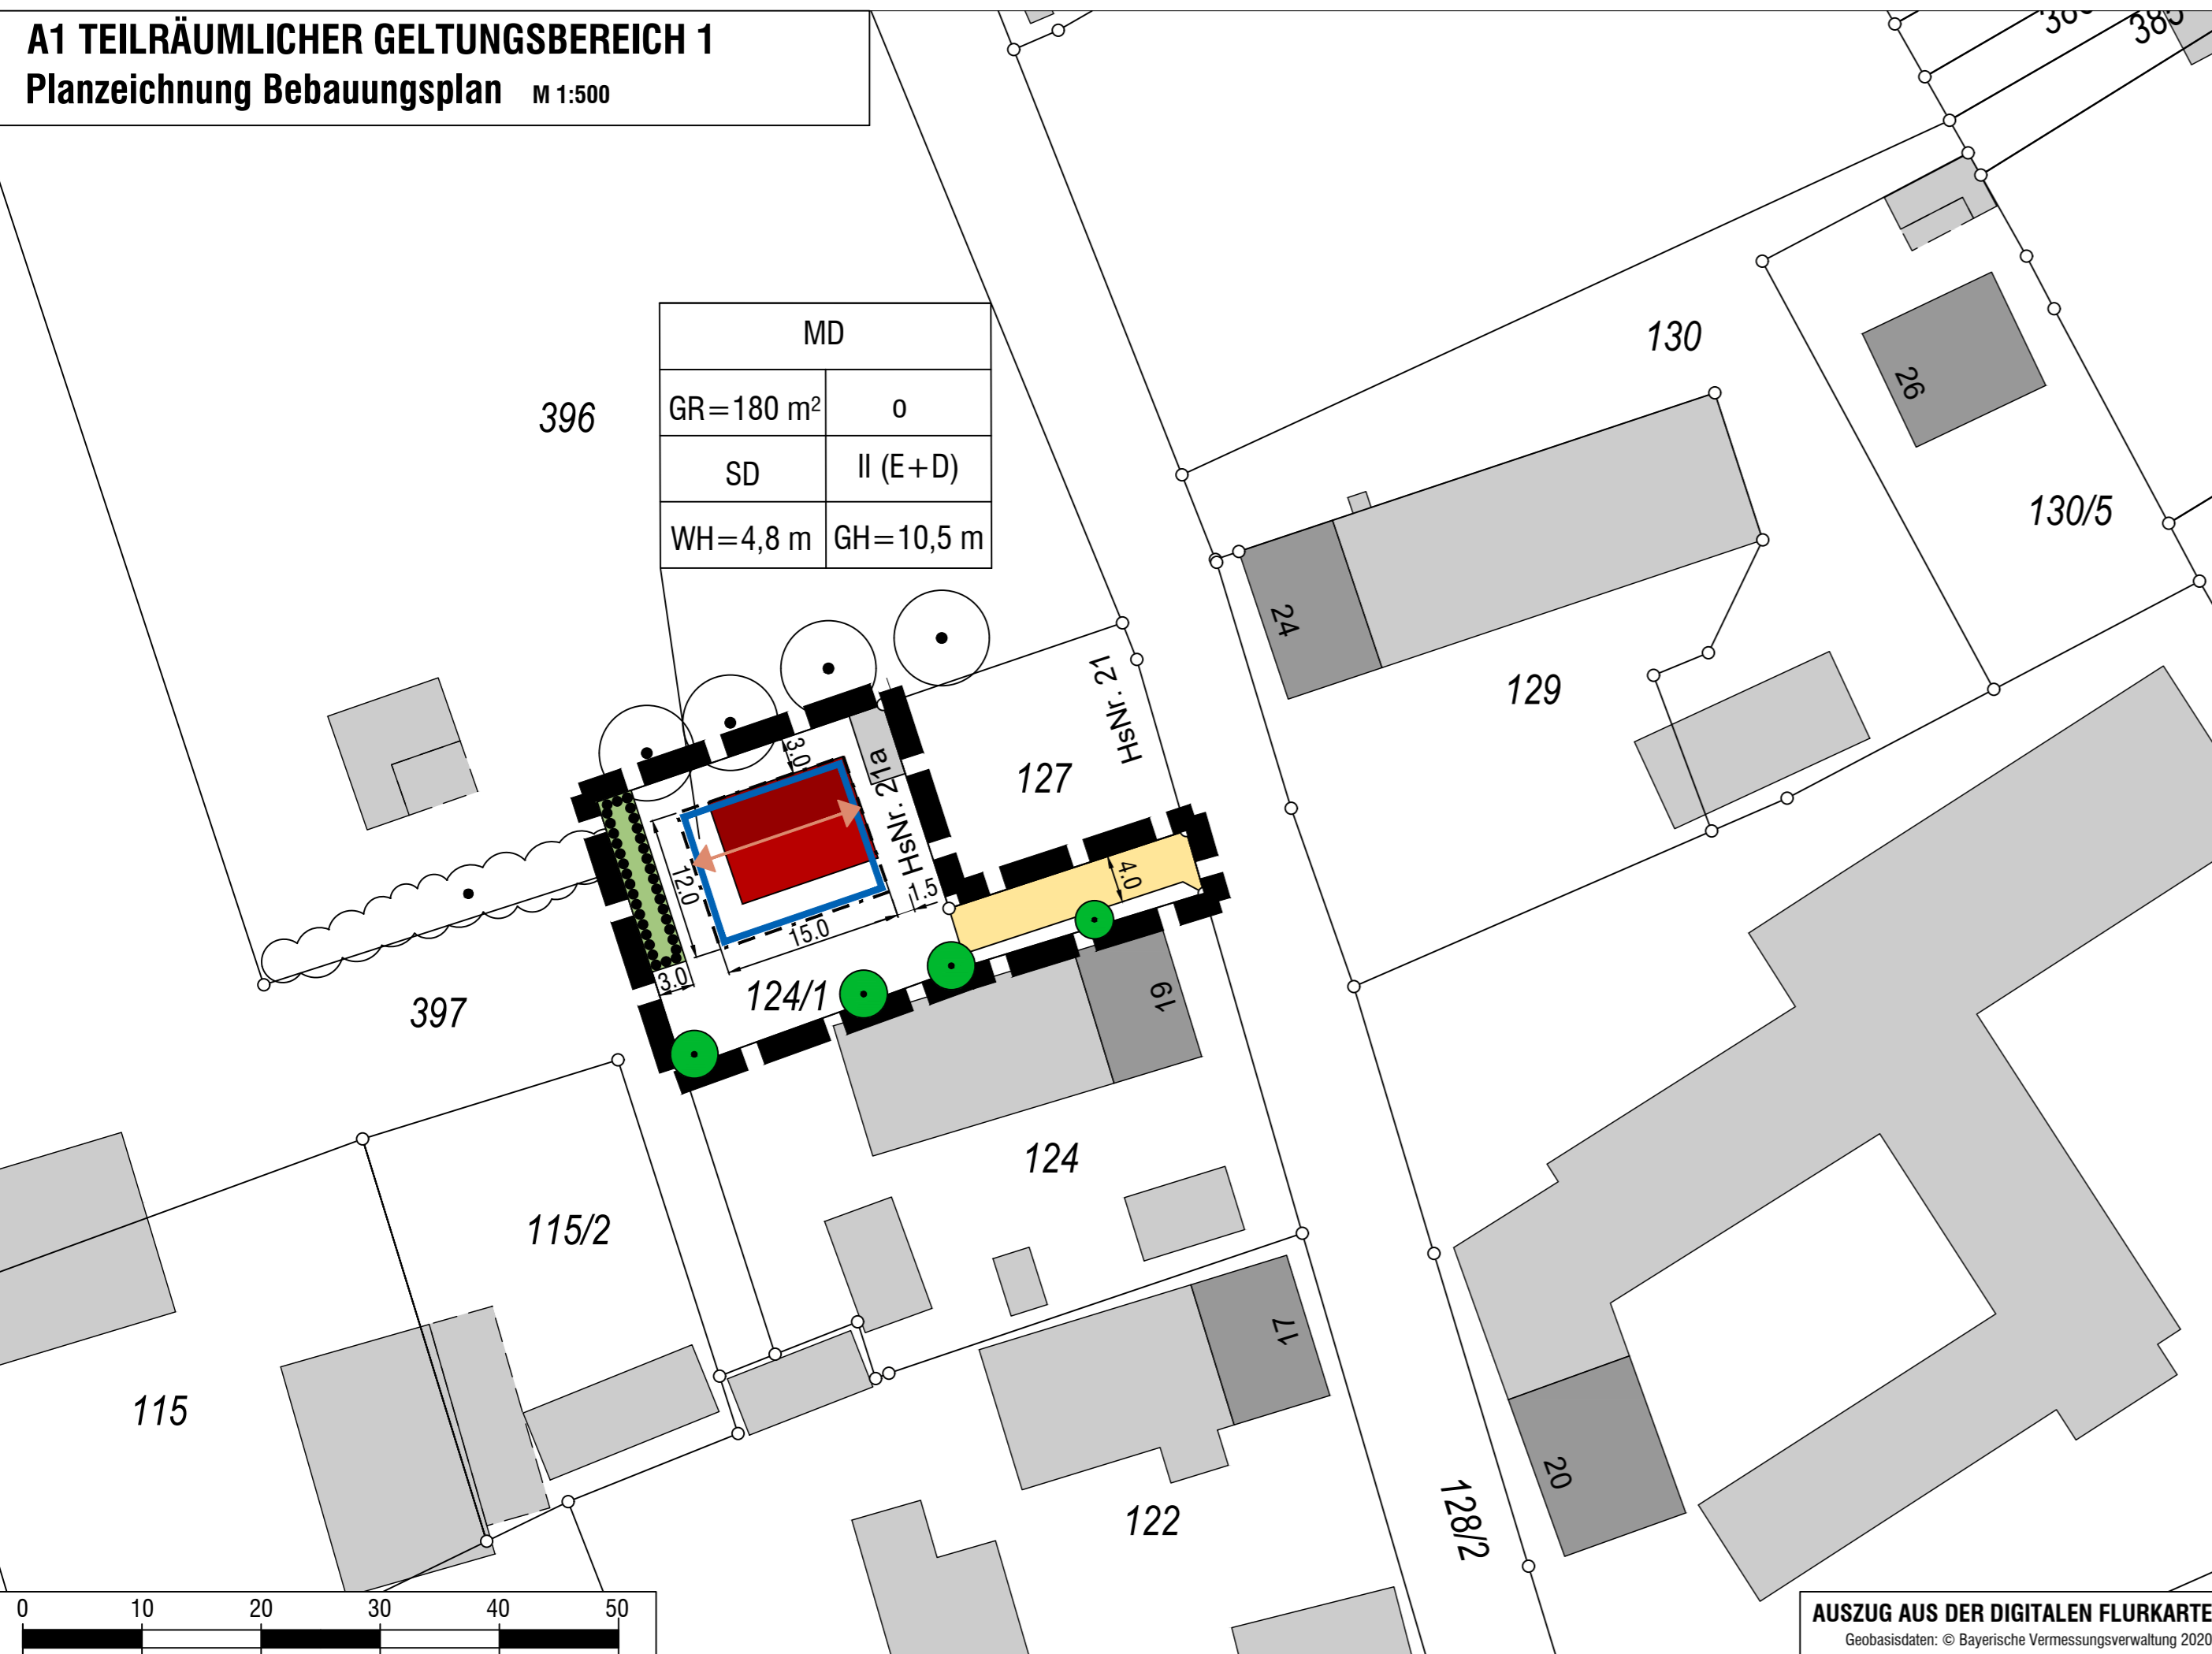 A1 TEILRÄUMLICHER GELTUNGSBEREICH 1
Planzeichnung Bebauungsplan M 1:500
385
130
26
MD
396
GR=180 m² o
SD II (E+D)
WH=4,8 m GH=10,5 m
130/5
24
129
HsNr. 21
3.0
HsNr. 21a
127
12.0
4.0
1.5
15.0
3.0
124/1
19
397
124
115/2
17
115
20
122
128/2
0 10 20 30 40 50
AUSZUG AUS DER DIGITALEN FLURKARTE
Geobasisdaten: © Bayerische Vermessungsverwaltung 2020